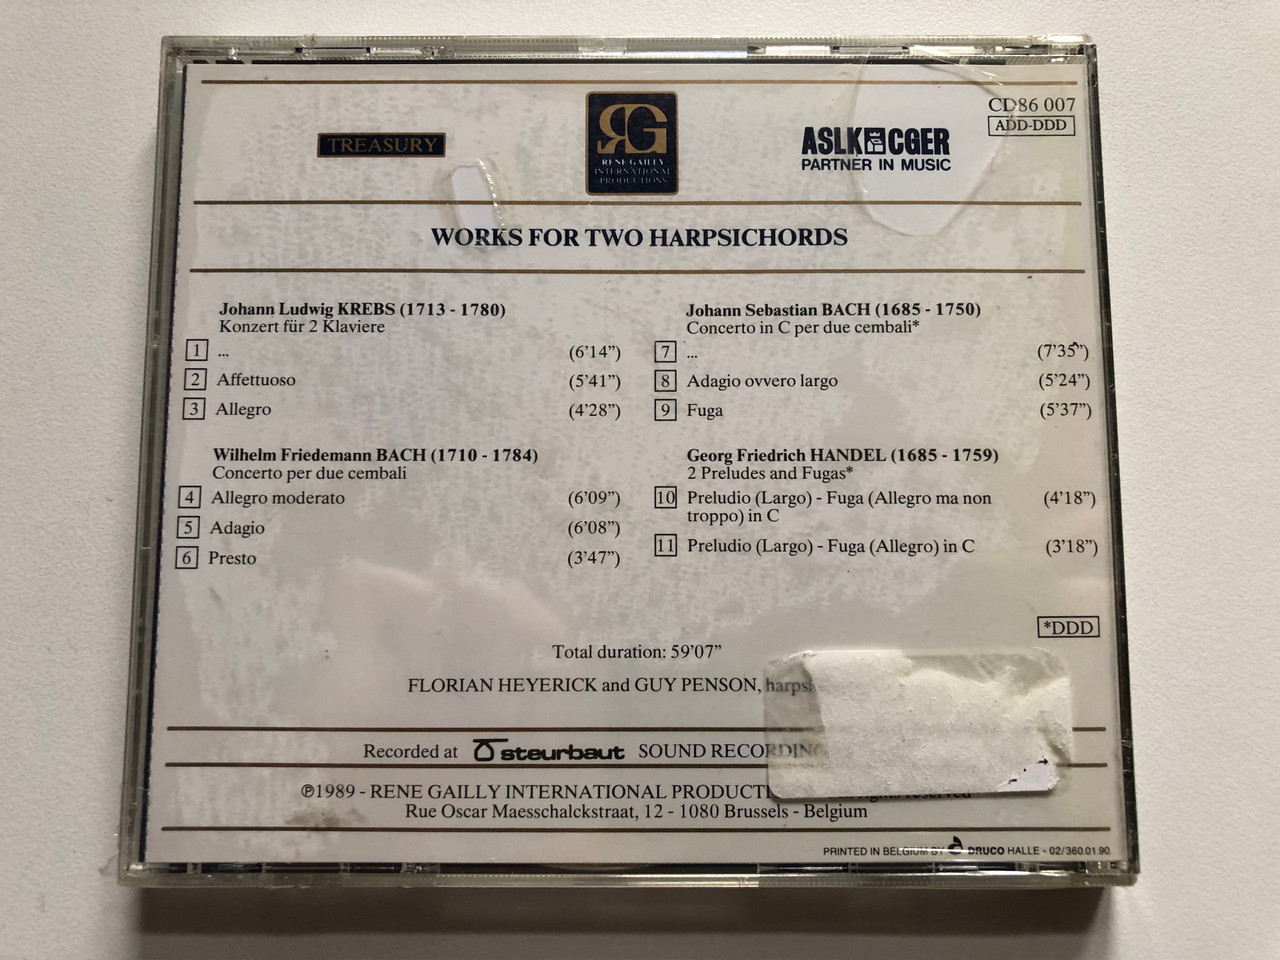 TREASURY
RG
RENE GAILLY
INTERNATIONAL
PRODUCTIONS
ASLK CGER
PARTNER IN MUSIC
CD86 007
ADD-DDD
WORKS FOR TWO HARPSICHORDS
Johann Ludwig KREBS (1713 - 1780)
Konzert für 2 Klaviere
1 ... (6'14")
2 Affettuoso (5'41")
3 Allegro (4'28")
Wilhelm Friedemann BACH (1710 - 1784)
Concerto per due cembali
4 Allegro moderato (6'09")
5 Adagio (6'08")
6 Presto (3'47")
Johann Sebastian BACH (1685 - 1750)
Concerto in C per due cembali*
7 ... (7'35")
8 Adagio ovvero largo (5'24")
9 Fuga (5'37")
Georg Friedrich HANDEL (1685 - 1759)
2 Preludes and Fugas*
10 Preludio (Largo) - Fuga (Allegro ma non (4'18")
troppo) in C
11 Preludio (Largo) - Fuga (Allegro) in C (3'18")
*DDD
Total duration: 59'07"
FLORIAN HEYERICK and GUY PENSON,
Recorded at steurbaut SOUND
℗1989 - RENE GAILLY INTERNATIONAL reserved
Rue Oscar Maesschalckstraat, 12 - 1080 Brussels - Belgium
PRINTED IN BELGIUM BY DRUCO HALLE - 02/360.01.90